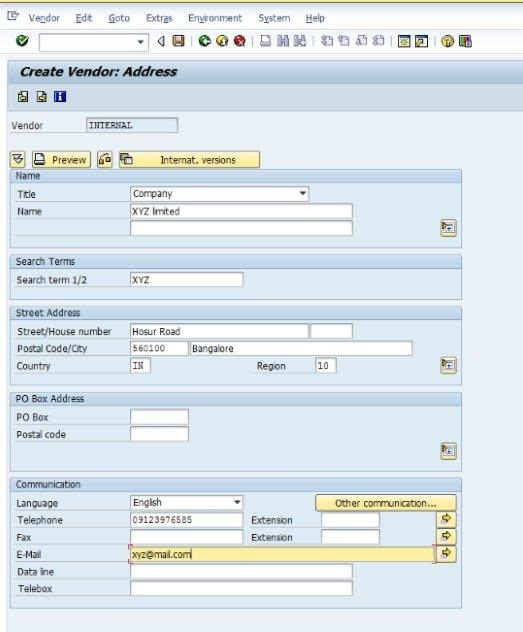 Vendor Edit Goto Extras Environment System Help
Create Vendor: Address
Vendor INTERNAL
Preview Internat. versions
Name
Title Company
Name XYZ limited
Search Terms
Search term 1/2 XYZ
Street Address
Street/House number Hosur Road
Postal Code/City 560100 Bangalore
Country IN Region 10
PO Box Address
PO Box
Postal code
Communication
Language English Other communication...
Telephone 09123976585 Extension
Fax Extension
E-Mail xyz@mail.com
Data line
Telebox